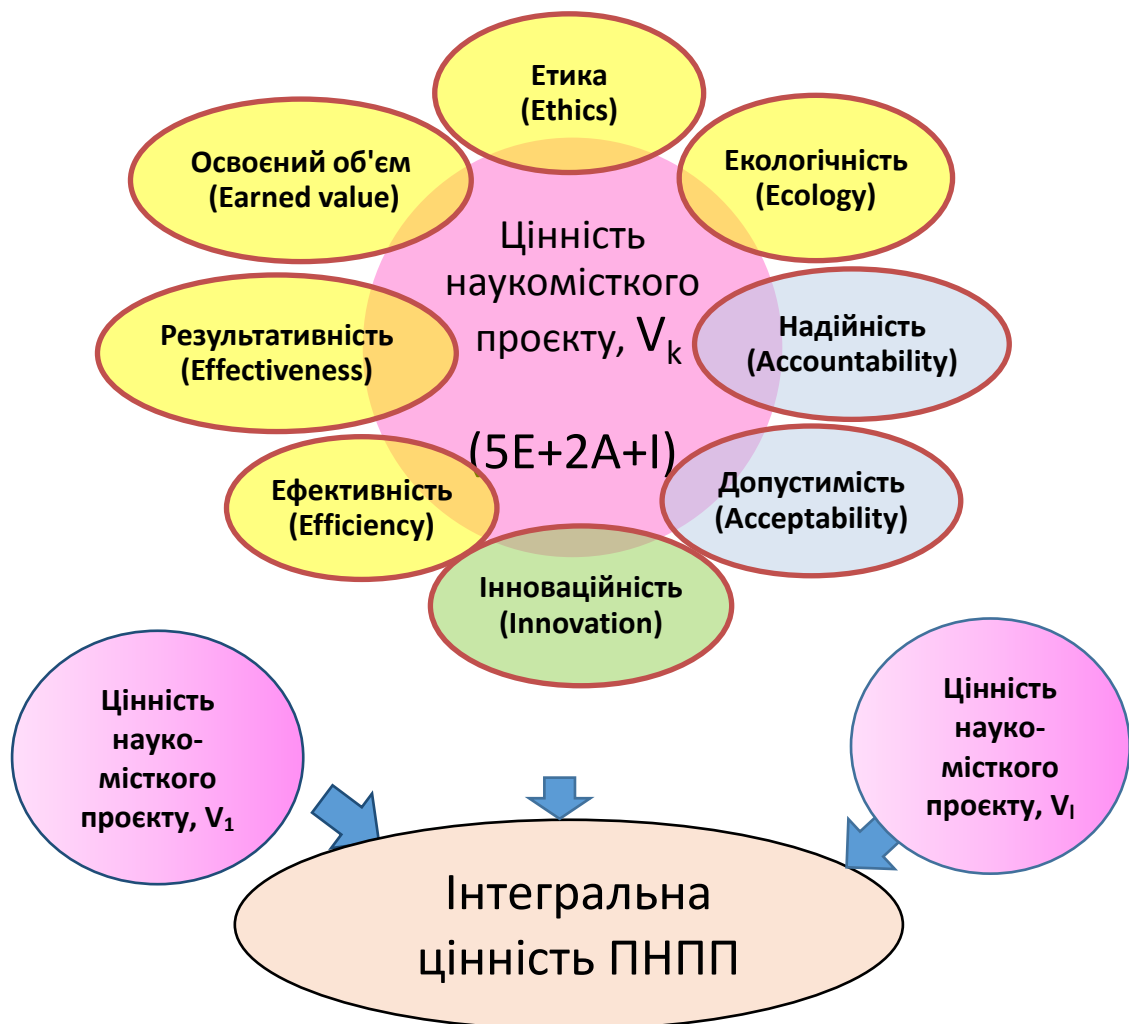 Етика
(Ethics)
Освоєний об'єм
(Earned value)
Екологічність
(Ecology)
Цінність
наукомісткого
проєкту, Vk
Результативність
(Effectiveness)
Надійність
(Accountability)
(5E+2A+I)
Ефективність
(Efficiency)
Допустимість
(Acceptability)
Інноваційність
(Innovation)
Цінність
науко-
місткого
проєкту, V1
Цінність
науко-
місткого
проєкту, VI
Інтегральна
цінність ПНПП